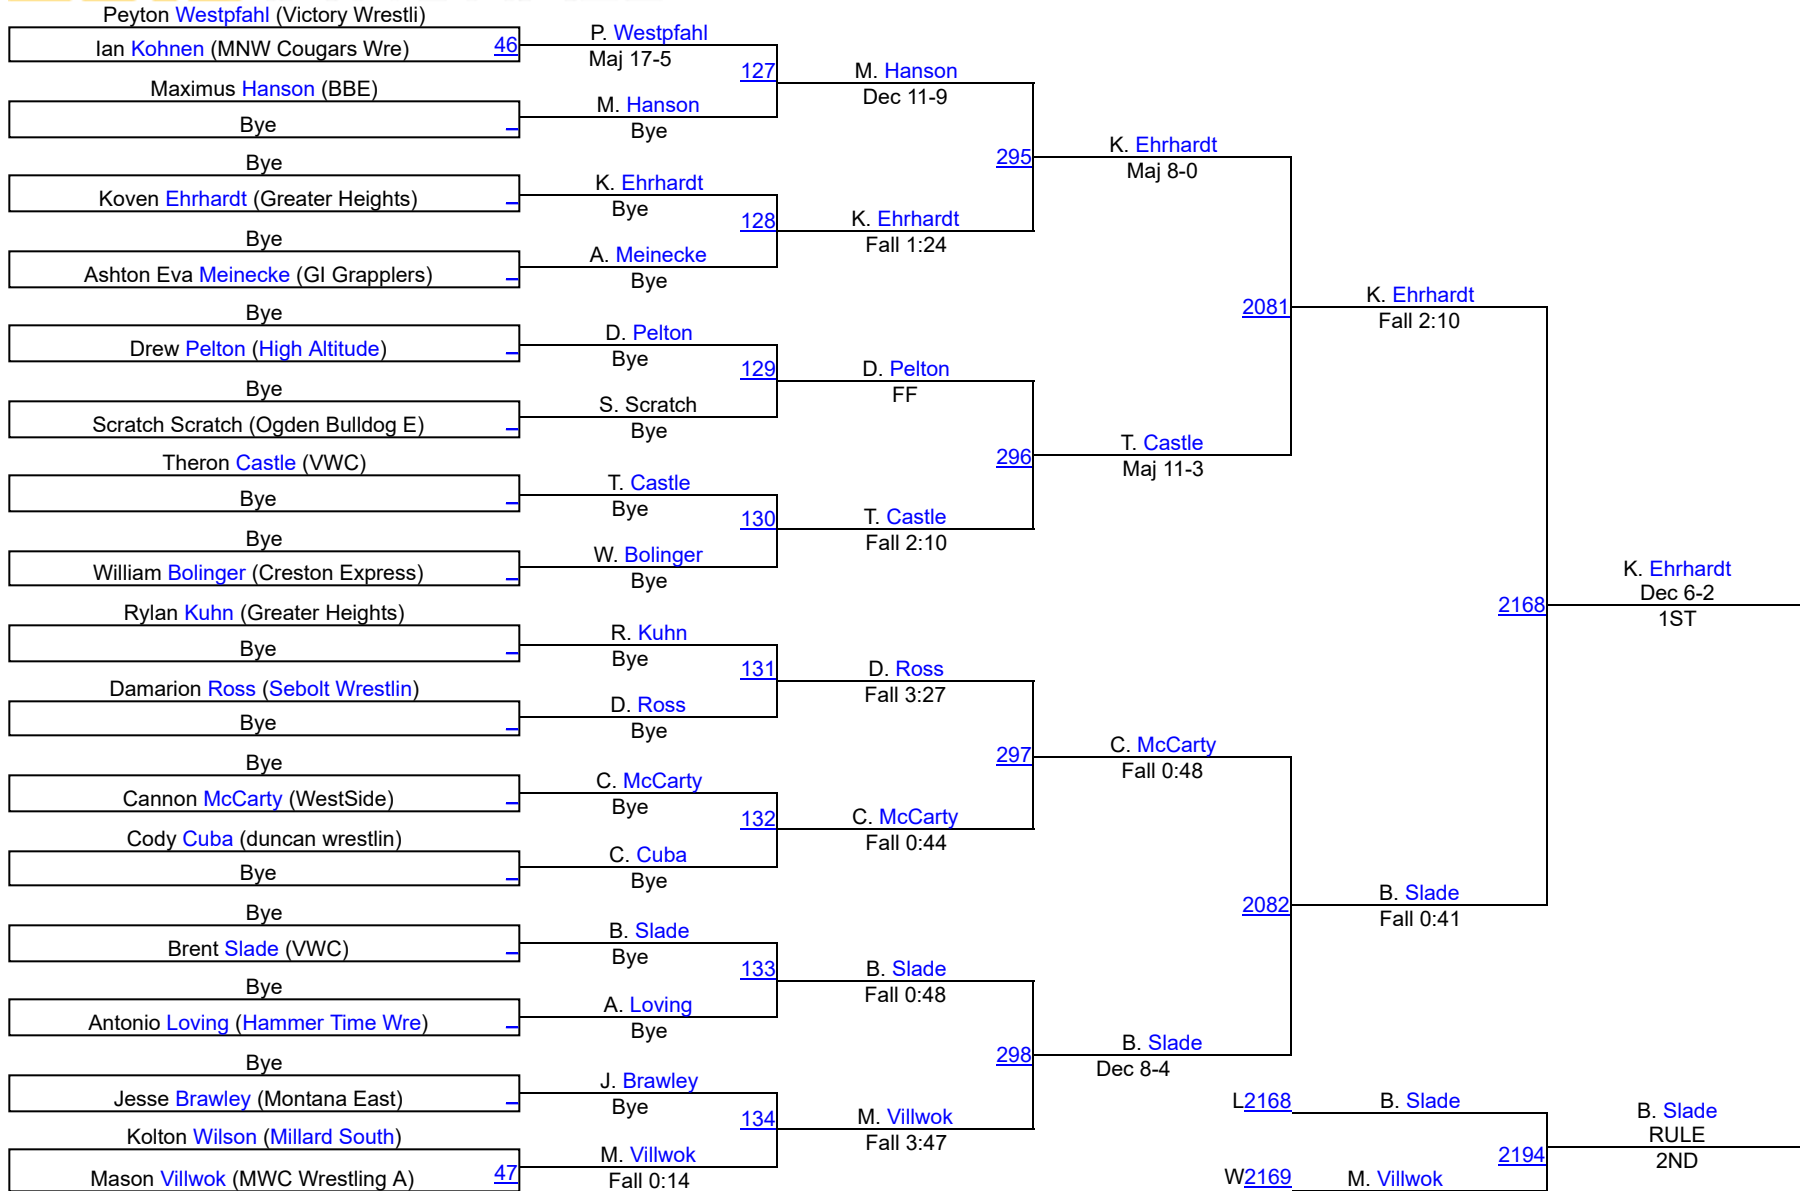 Peyton Westpfahl (Victory Wrestli)
Ian Kohnen (MNW Cougars Wre) 46
Maximus Hanson (BBE)
Bye _
Bye
Koven Ehrhardt (Greater Heights) _
Bye
Ashton Eva Meinecke (GI Grapplers) _
Bye
Drew Pelton (High Altitude) _
Bye
Scratch Scratch (Ogden Bulldog E) _
Theron Castle (VWC)
Bye _
Bye
William Bolinger (Creston Express) _
Rylan Kuhn (Greater Heights)
Bye _
Damarion Ross (Sebolt Wrestlin)
Bye _
Bye
Cannon McCarty (WestSide) _
Cody Cuba (duncan wrestlin)
Bye _
Bye
Brent Slade (VWC) _
Bye
Antonio Loving (Hammer Time Wre) _
Bye
Jesse Brawley (Montana East) _
Kolton Wilson (Millard South)
Mason Villwok (MWC Wrestling A) 47
P. Westpfahl
Maj 17-5
127
M. Hanson
Bye
K. Ehrhardt
Bye
128
A. Meinecke
Bye
D. Pelton
Bye
129
S. Scratch
Bye
T. Castle
Bye
130
W. Bolinger
Bye
R. Kuhn
Bye
131
D. Ross
Bye
C. McCarty
Bye
132
C. Cuba
Bye
B. Slade
Bye
133
A. Loving
Bye
J. Brawley
Bye
134
M. Villwok
Fall 0:14
M. Hanson
Dec 11-9
295
K. Ehrhardt
Fall 1:24
D. Pelton
FF
296
T. Castle
Fall 2:10
D. Ross
Fall 3:27
297
C. McCarty
Fall 0:44
B. Slade
Fall 0:48
298
M. Villwok
Fall 3:47
K. Ehrhardt
Maj 8-0
2081
T. Castle
Maj 11-3
C. McCarty
Fall 0:48
2082
B. Slade
Dec 8-4
K. Ehrhardt
Fall 2:10
2168
B. Slade
Fall 0:41
K. Ehrhardt
Dec 6-2
1ST
L2168 B. Slade
2194
W2169 M. Villwok
B. Slade
RULE
2ND